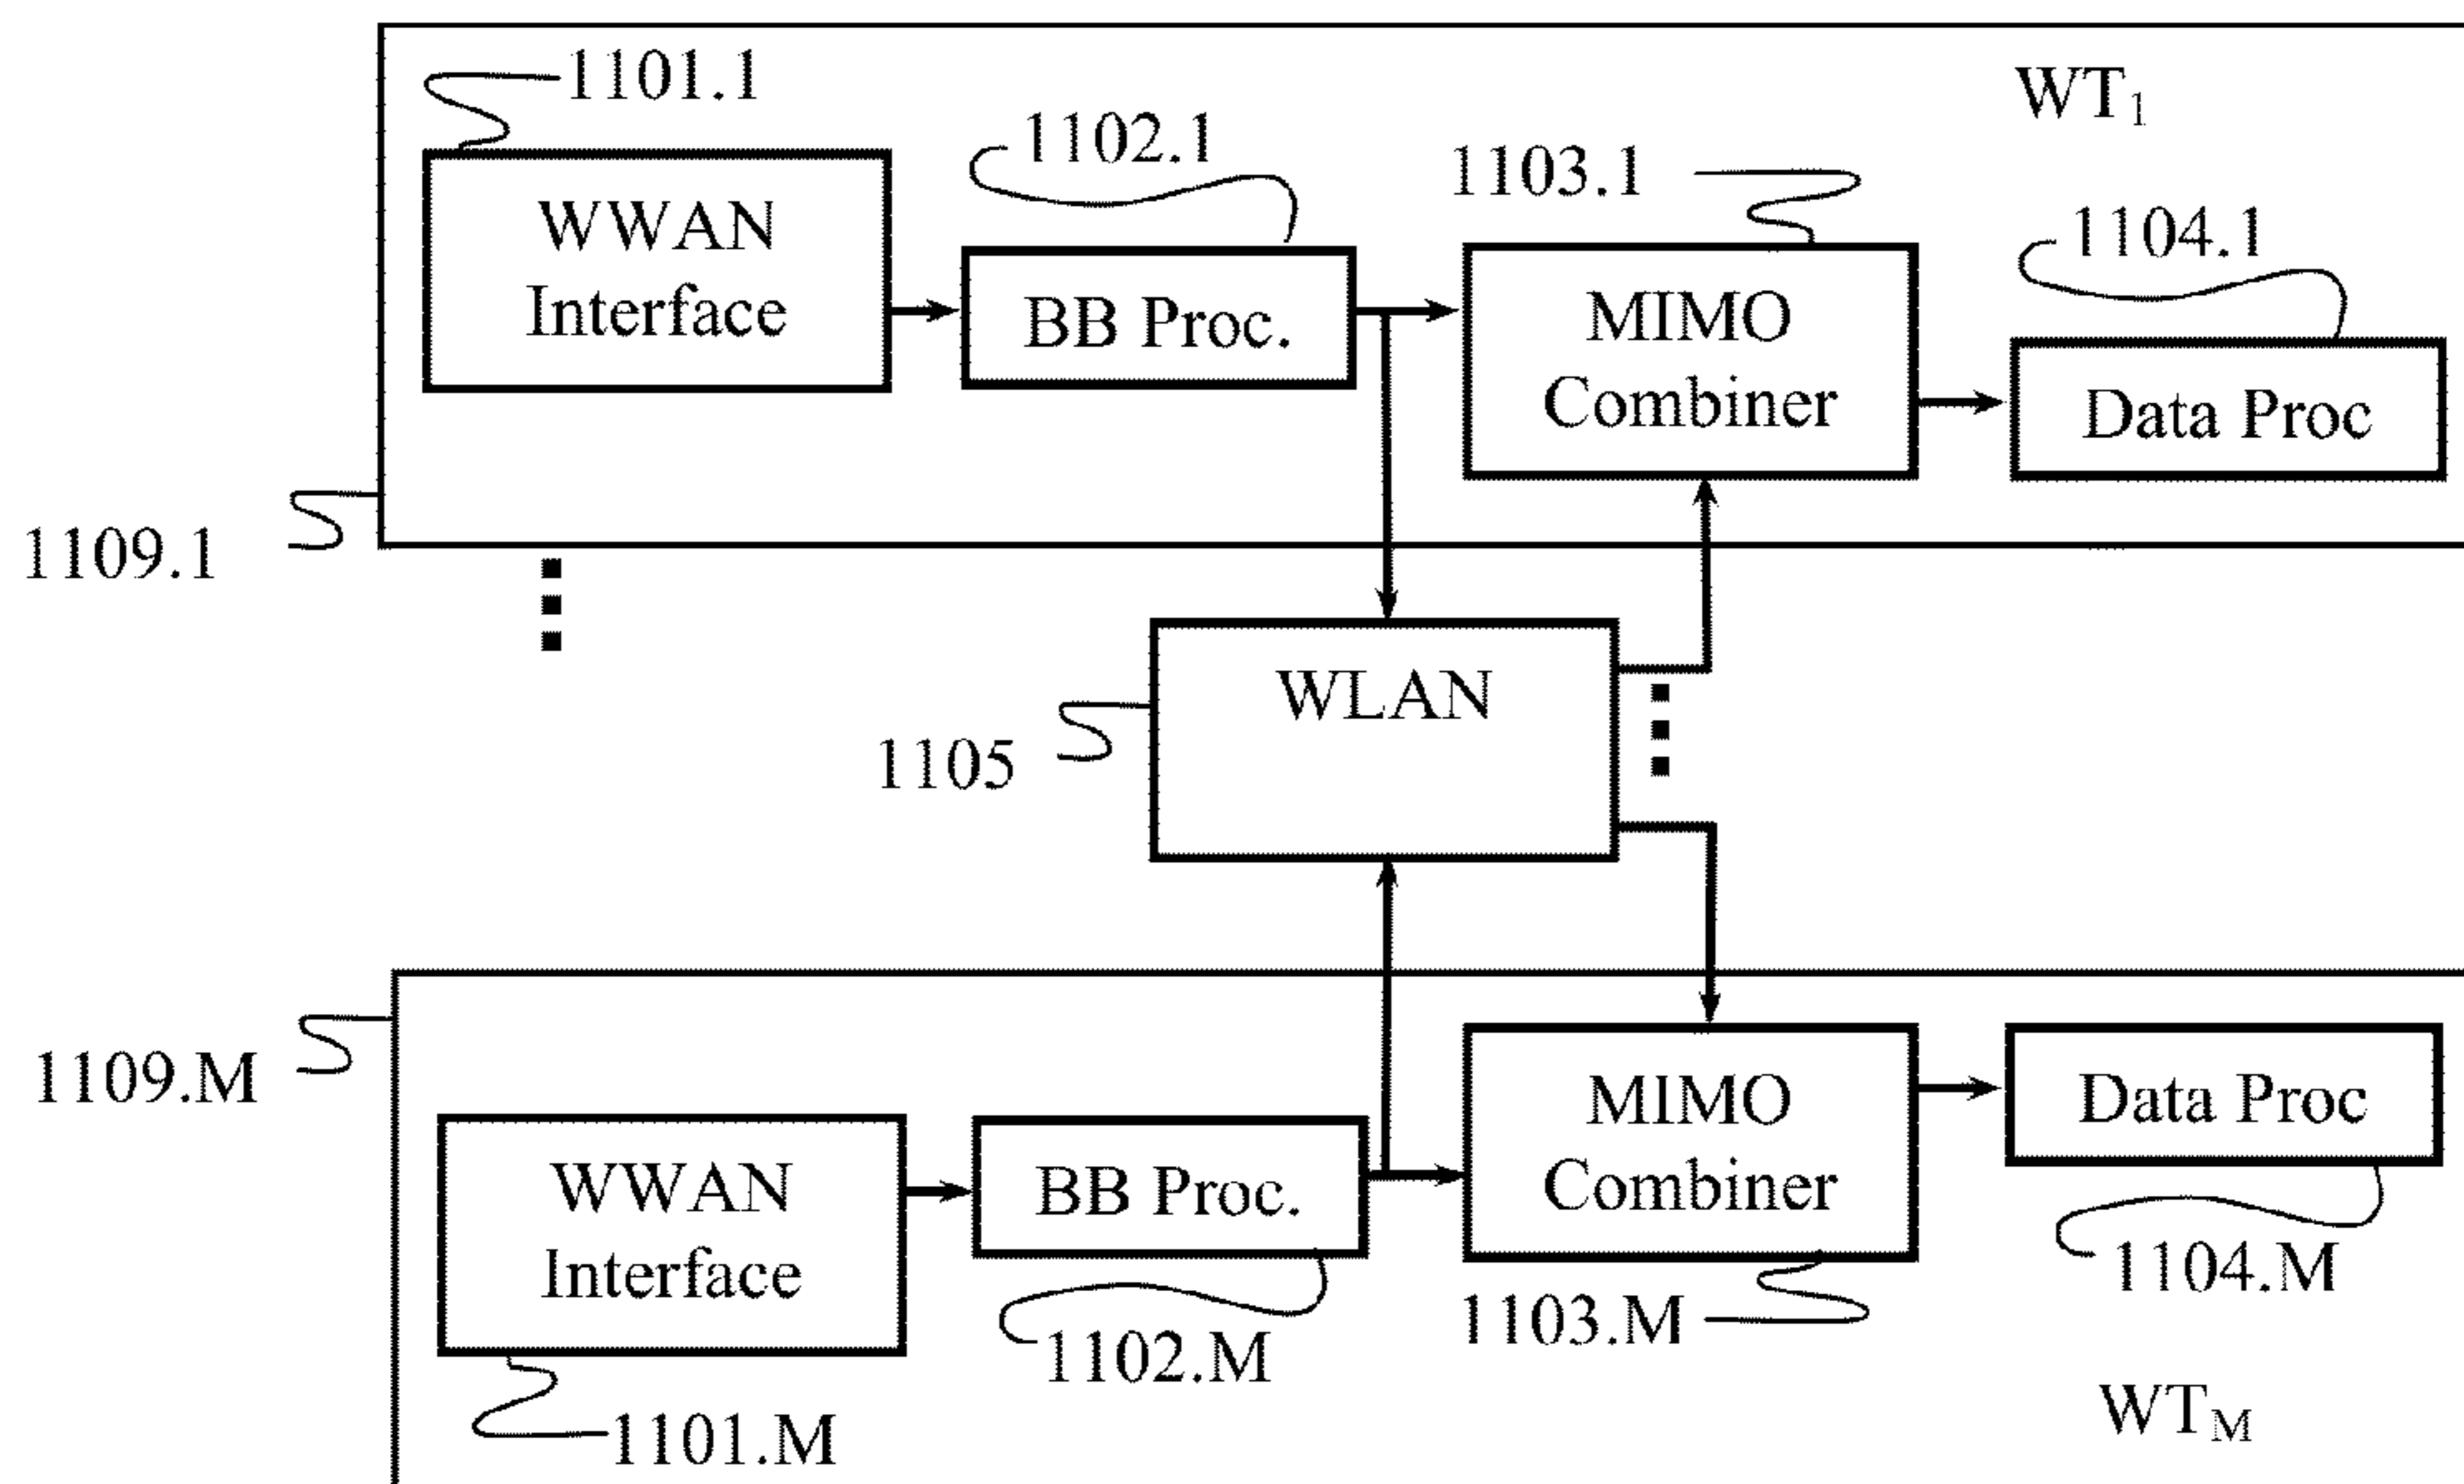 1101.1
WT1
1102.1
1103.1
WWAN
Interface
1104.1
BB Proc.
MIMO
Combiner
Data Proc
1109.1
WLAN
1105
1109.M
MIMO
Combiner
Data Proc
WWAN
Interface
BB Proc.
1104.M
1103.M
1102.M
WTM
1101.M